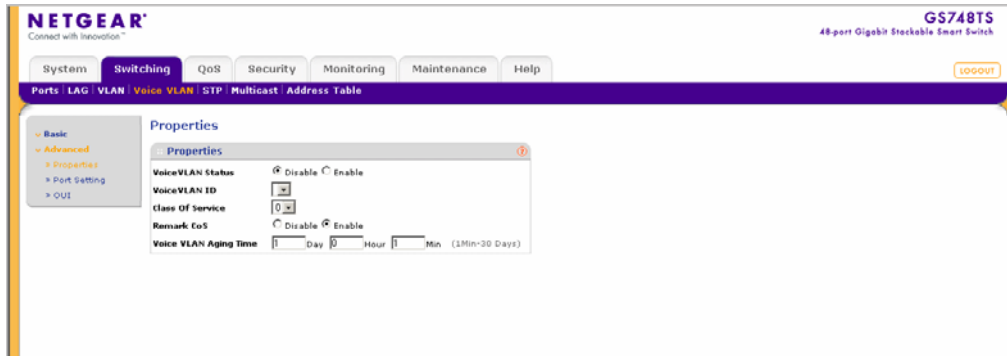 NETGEAR
Connect with Innovation™
GS748TS
48-port Gigabit Stackable Smart Switch
System Switching QoS Security Monitoring Maintenance Help LOGOUT
Ports LAG VLAN Voice VLAN STP Multicast Address Table
Basic
Advanced
Properties
Port Setting
OUI
Properties
Properties
VoiceVLAN Status Disable Enable
VoiceVLAN ID
Class Of Service 0
Remark CoS Disable Enable
Voice VLAN Aging Time 1 Day 0 Hour 1 Min (1Min-30 Days)